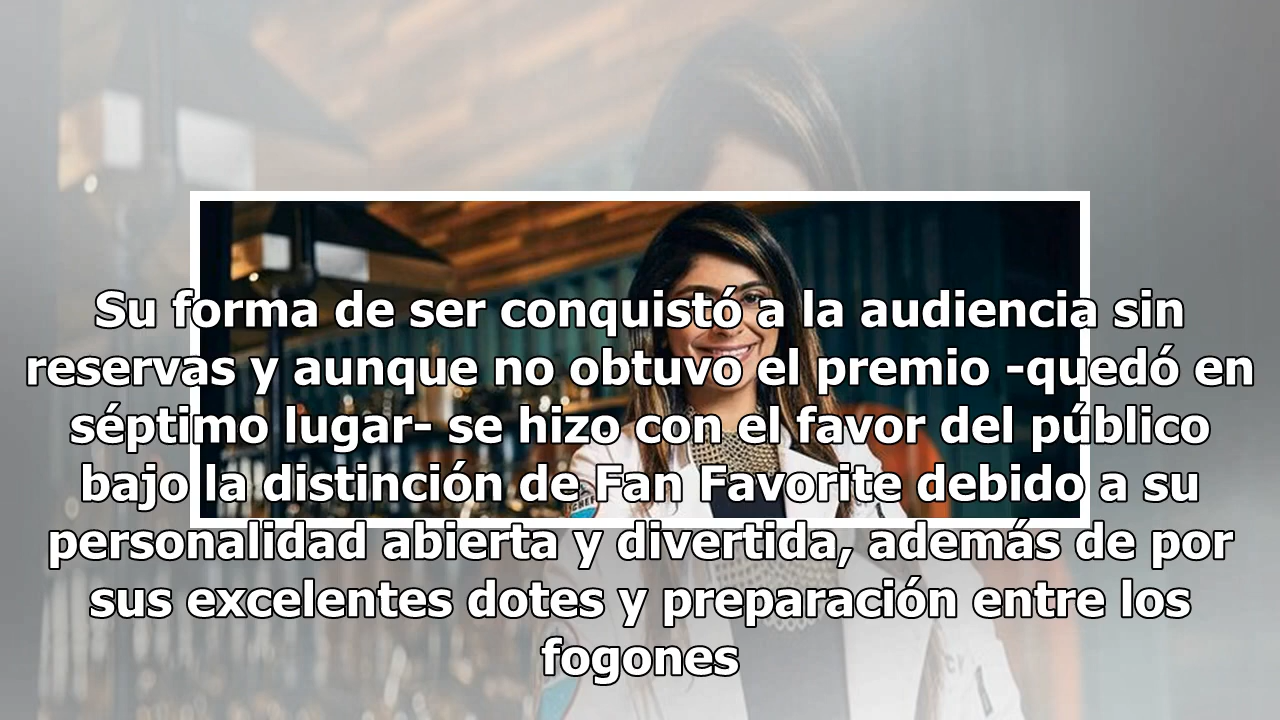 Su forma de ser conquistó a la audiencia sin
reservas y aunque no obtuvo el premio -quedó en
séptimo lugar- se hizo con el favor del público
bajo la distinción de Fan Favorite debido a su
personalidad abierta y divertida, además de por
sus excelentes dotes y preparación entre los
fogones